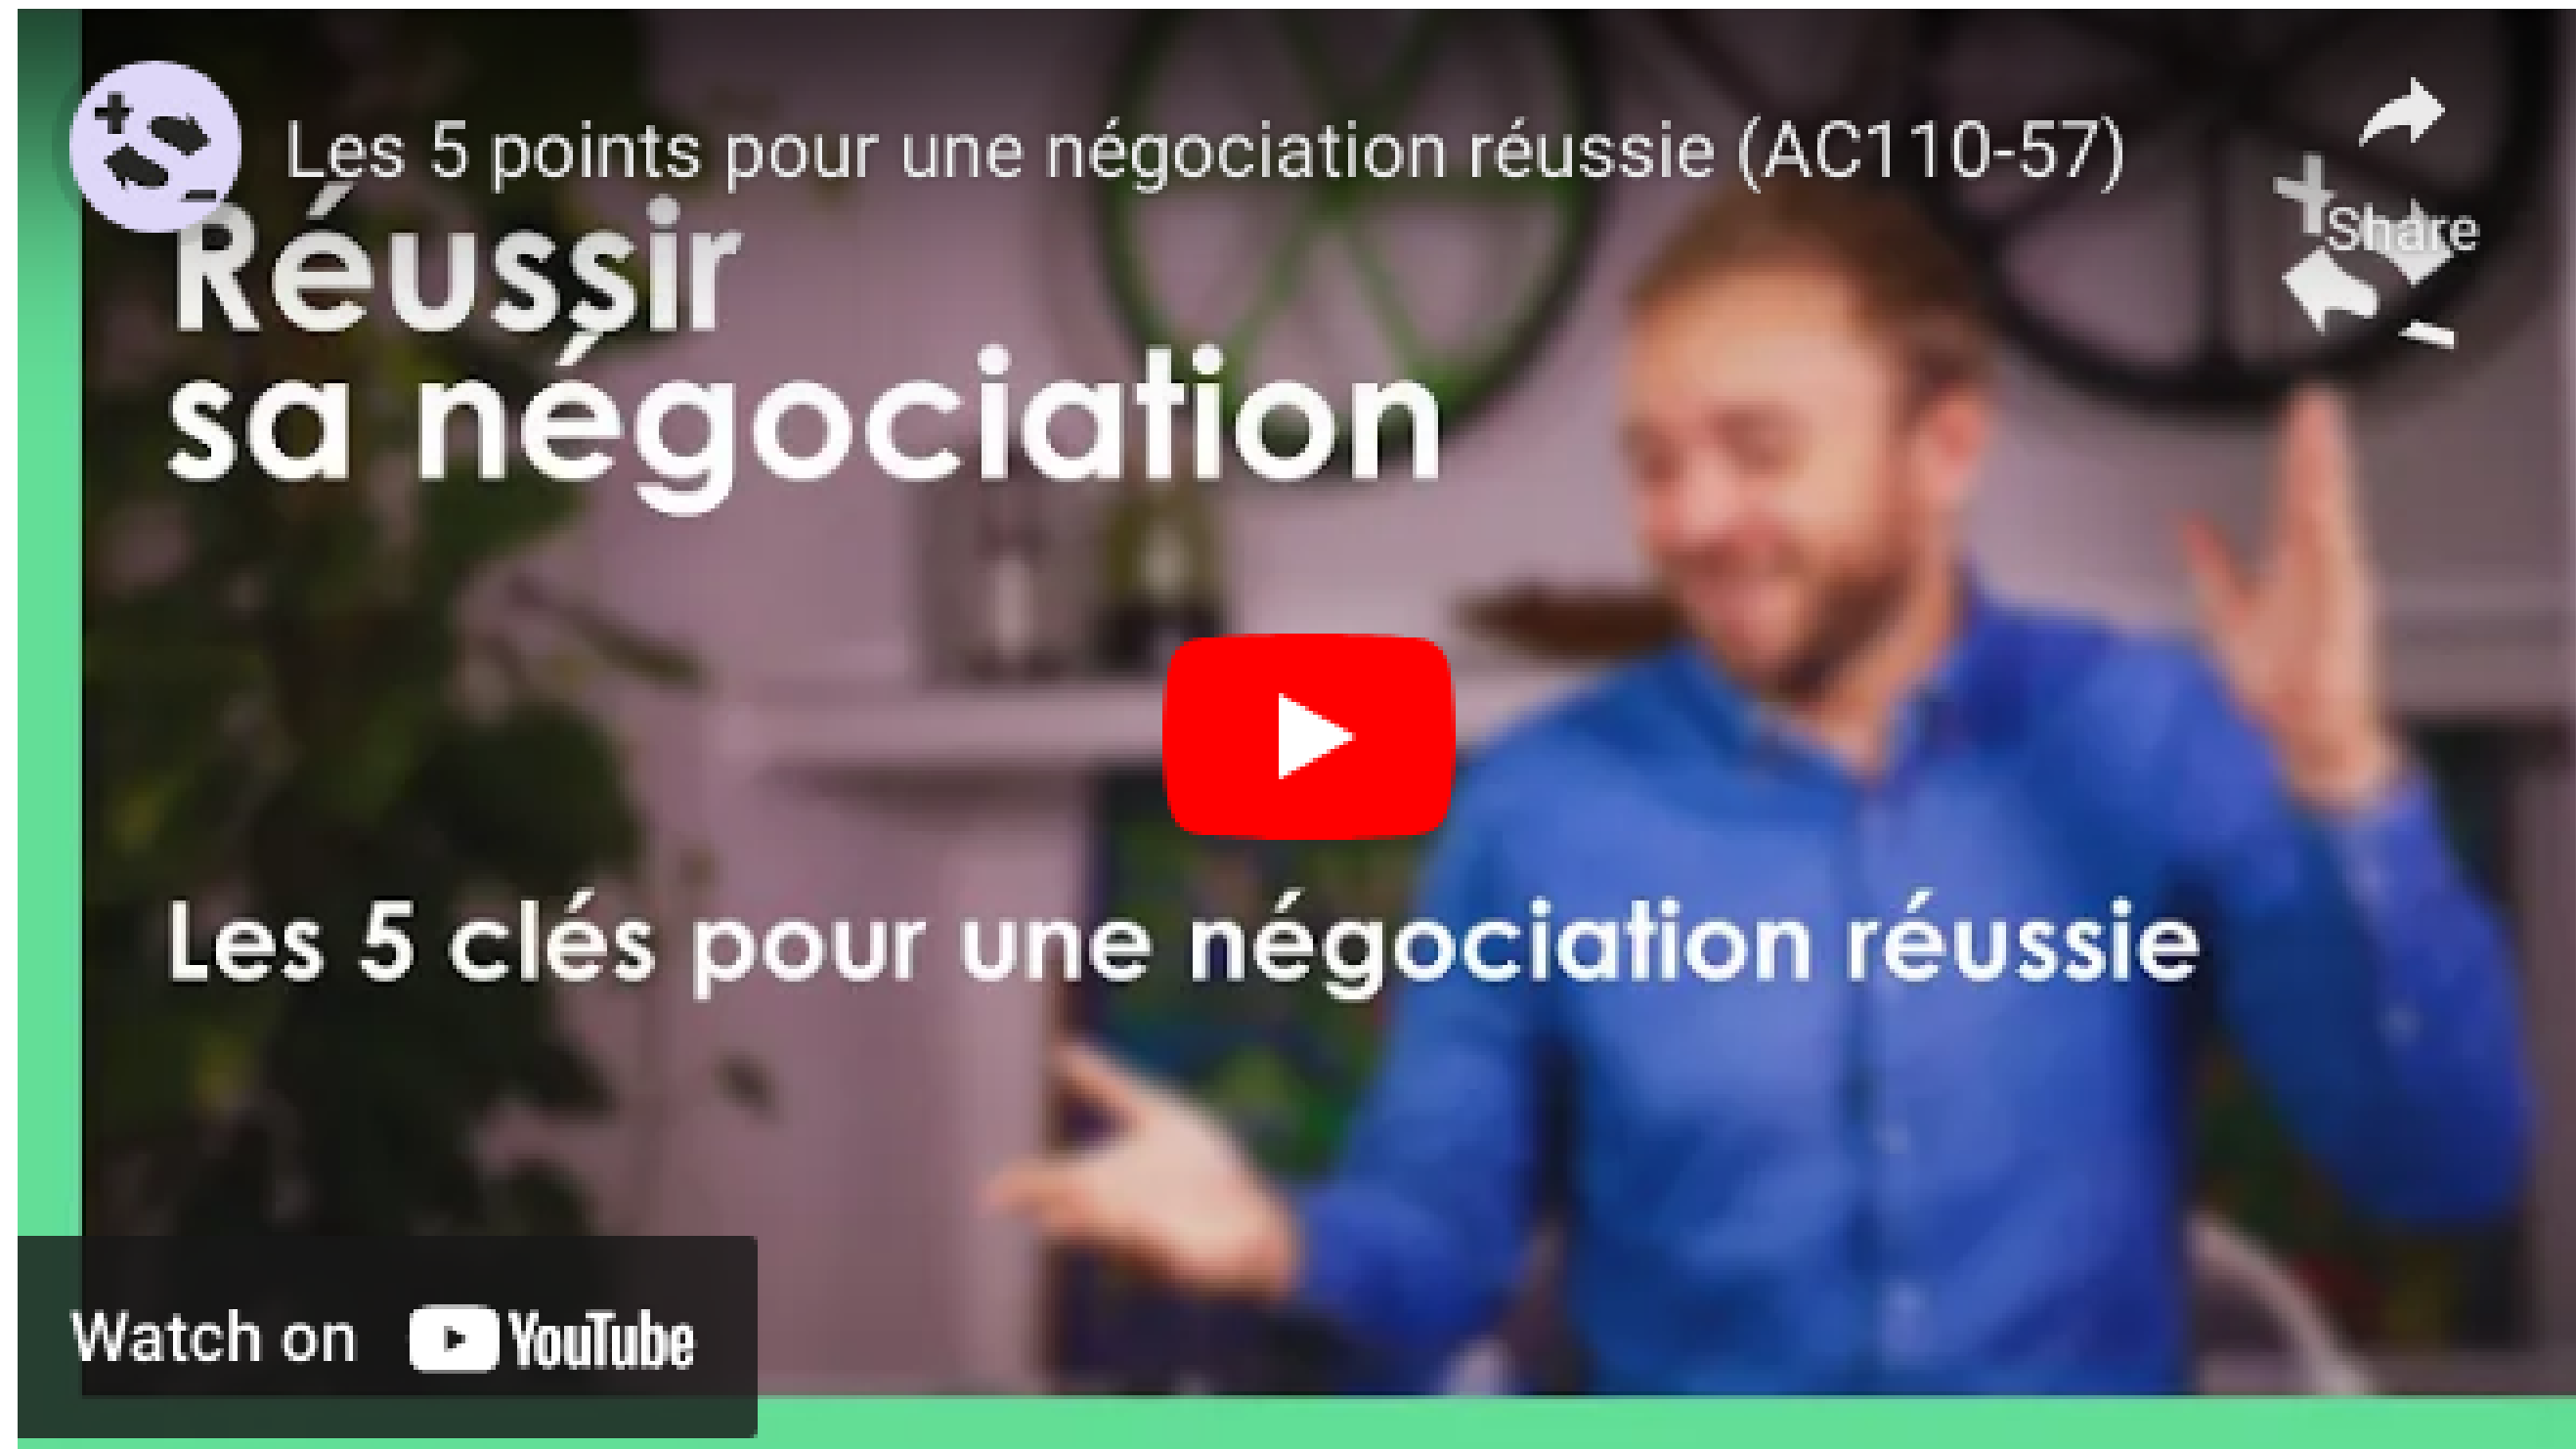 Les 5 points pour une négociation réussie (AC110-57)
Share
Réussir
sa négociation
Les 5 clés pour une négociation réussie
Watch on YouTube